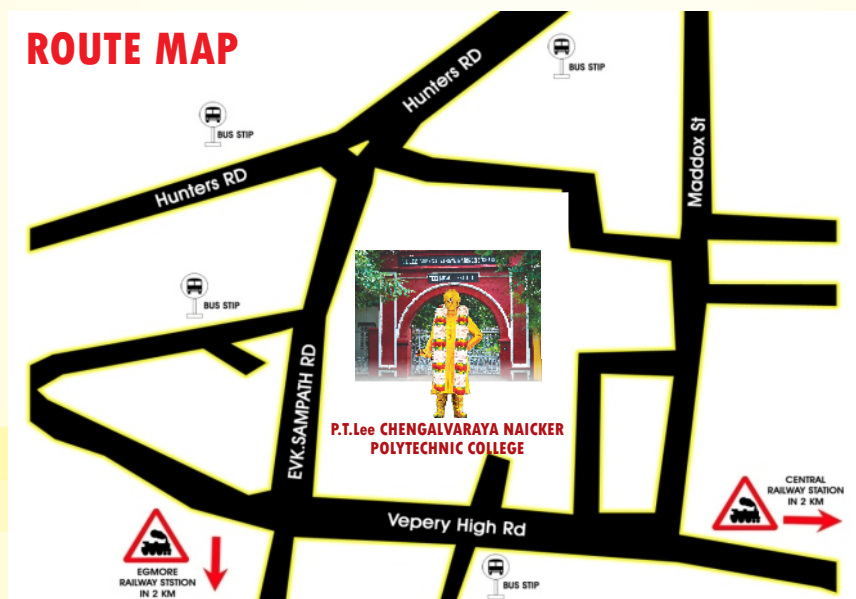 ROUTE MAP
Hunters RD
BUS STIP
BUS STIP
Hunters RD
Maddox St
BUS STIP
EVK.SAMPATH RD
P.T.Lee CHENGALVARAYA NAICKER
POLYTECHNIC COLLEGE
CENTRAL
RAILWAY STATION
IN 2 KM
Vepery High Rd
EGMORE
RAILWAY STSTION
IN 2 KM
BUS STIP